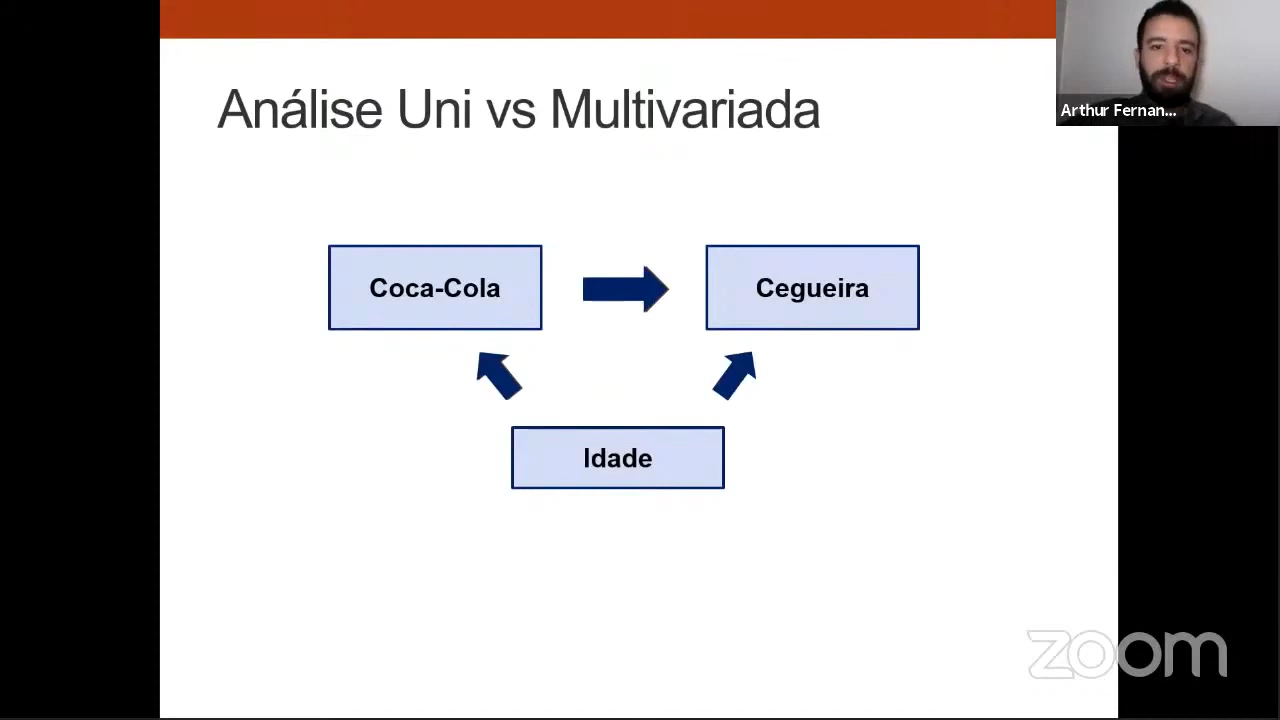 Análise Uni vs Multivariada
Arthur Fernan...
Coca-Cola
Cegueira
Idade
zoom